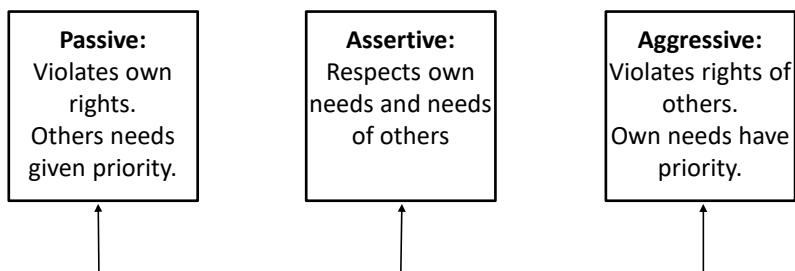 Passive:
Violates own
rights.
Others needs
given priority.
Assertive:
Respects own
needs and needs
of others
Aggressive:
Violates rights of
others.
Own needs have
priority.